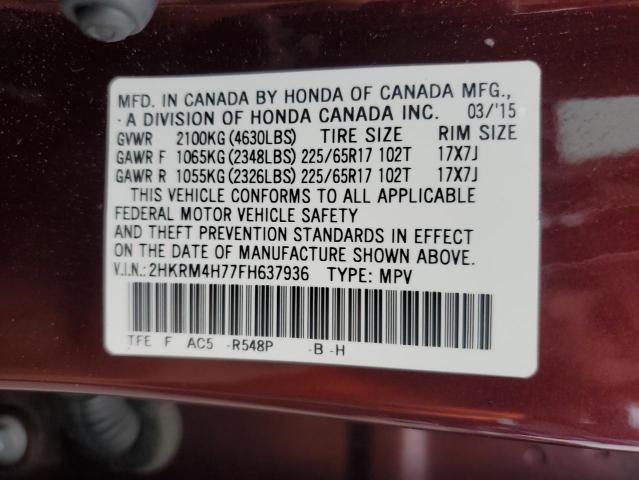 MFD. IN CANADA BY HONDA OF CANADA MFG.,
- A DIVISION OF HONDA CANADA INC. 03/'15
GVWR 2100KG(4630LBS) TIRE SIZE RIM SIZE
GAWR F 1065KG(2348LBS) 225/65R17 102T 17X7J
GAWR R 1055KG(2326LBS) 225/65R17 102T 17X7J
THIS VEHICLE CONFORMS TO ALL APPLICABLE
FEDERAL MOTOR VEHICLE SAFETY
AND THEFT PREVENTION STANDARDS IN EFFECT
ON THE DATE OF MANUFACTURE SHOWN ABOVE.
V.I.N.:2HKRM4H77FH637936 TYPE: MPV
TFE F AC5 -R548P -B -H